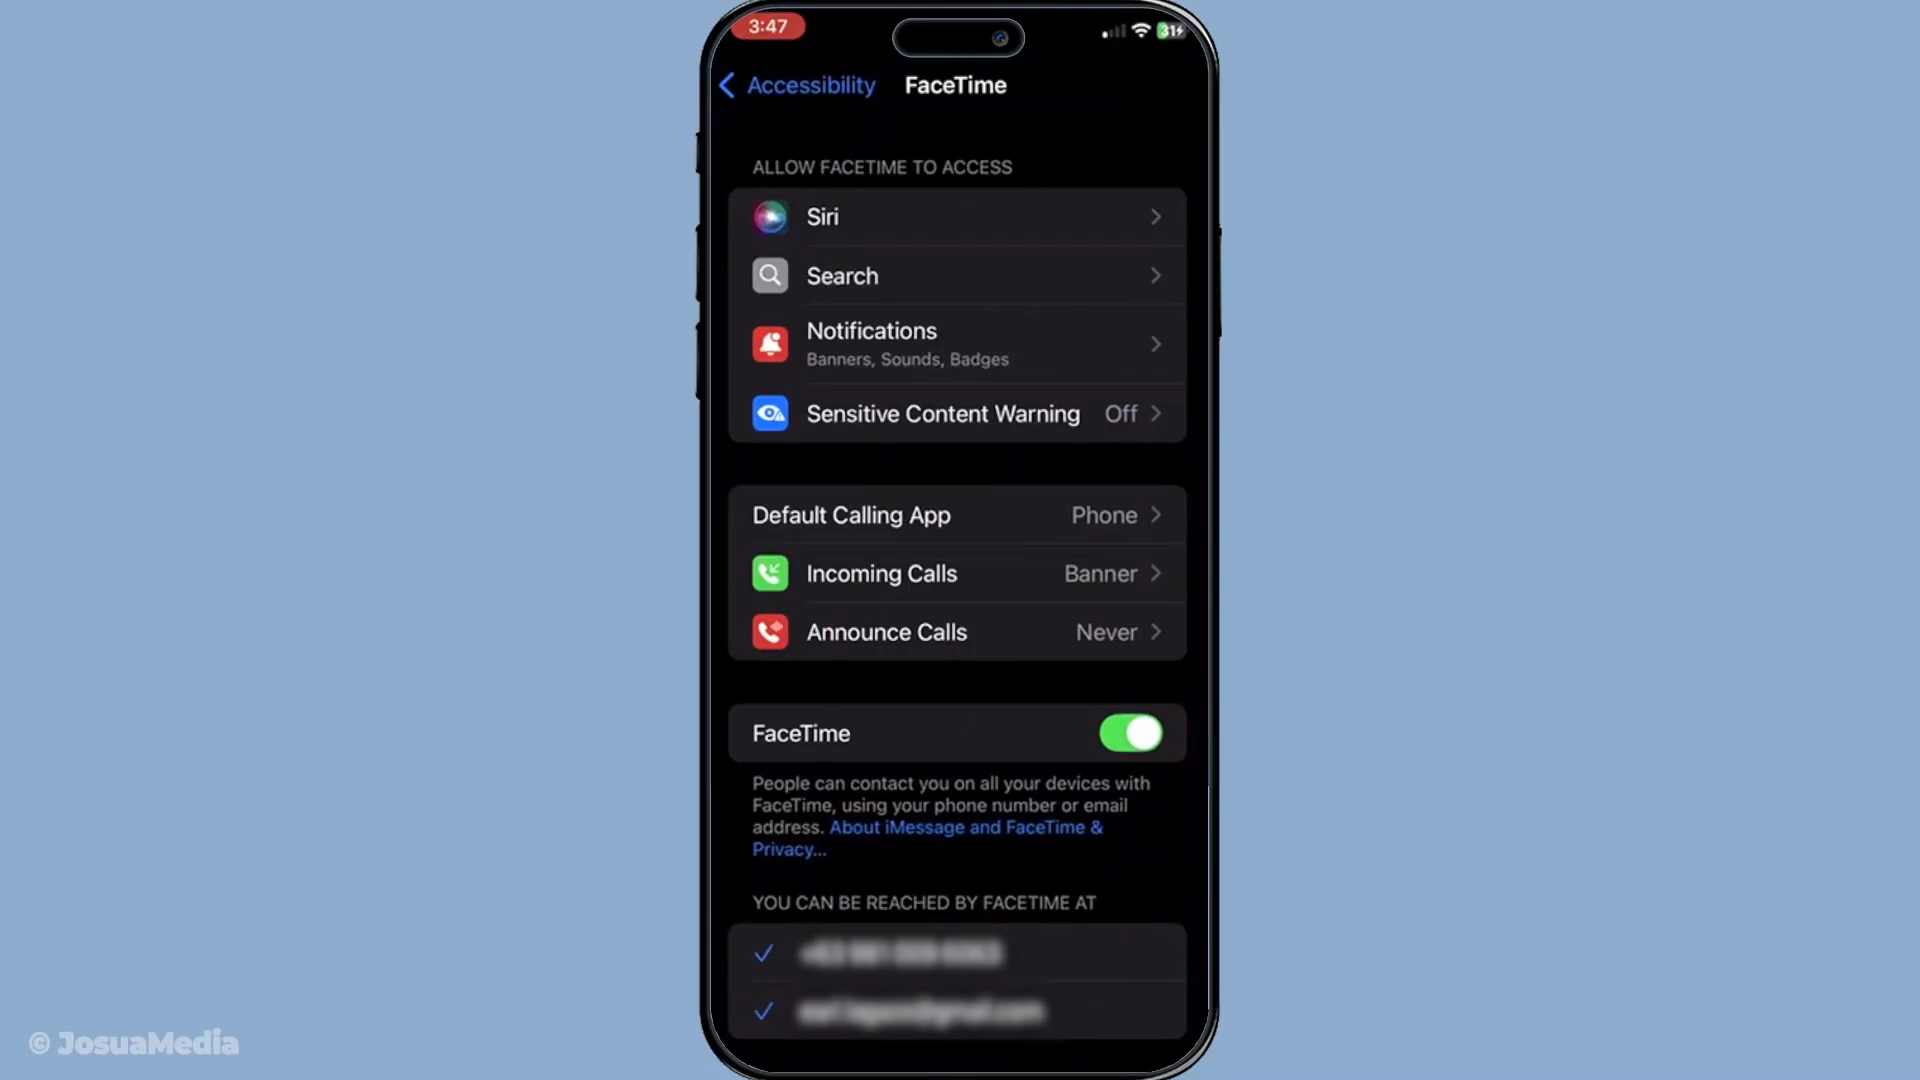 3:47
31
Accessibility
FaceTime
ALLOW FACETIME TO ACCESS
Siri
Search
Notifications
Banners, Sounds, Badges
Sensitive Content Warning Off
Default Calling App Phone
Incoming Calls Banner
Announce Calls Never
FaceTime
People can contact you on all your devices with
FaceTime, using your phone number or email
address. About iMessage and FaceTime &
Privacy...
YOU CAN BE REACHED BY FACETIME AT
© JosuaMedia